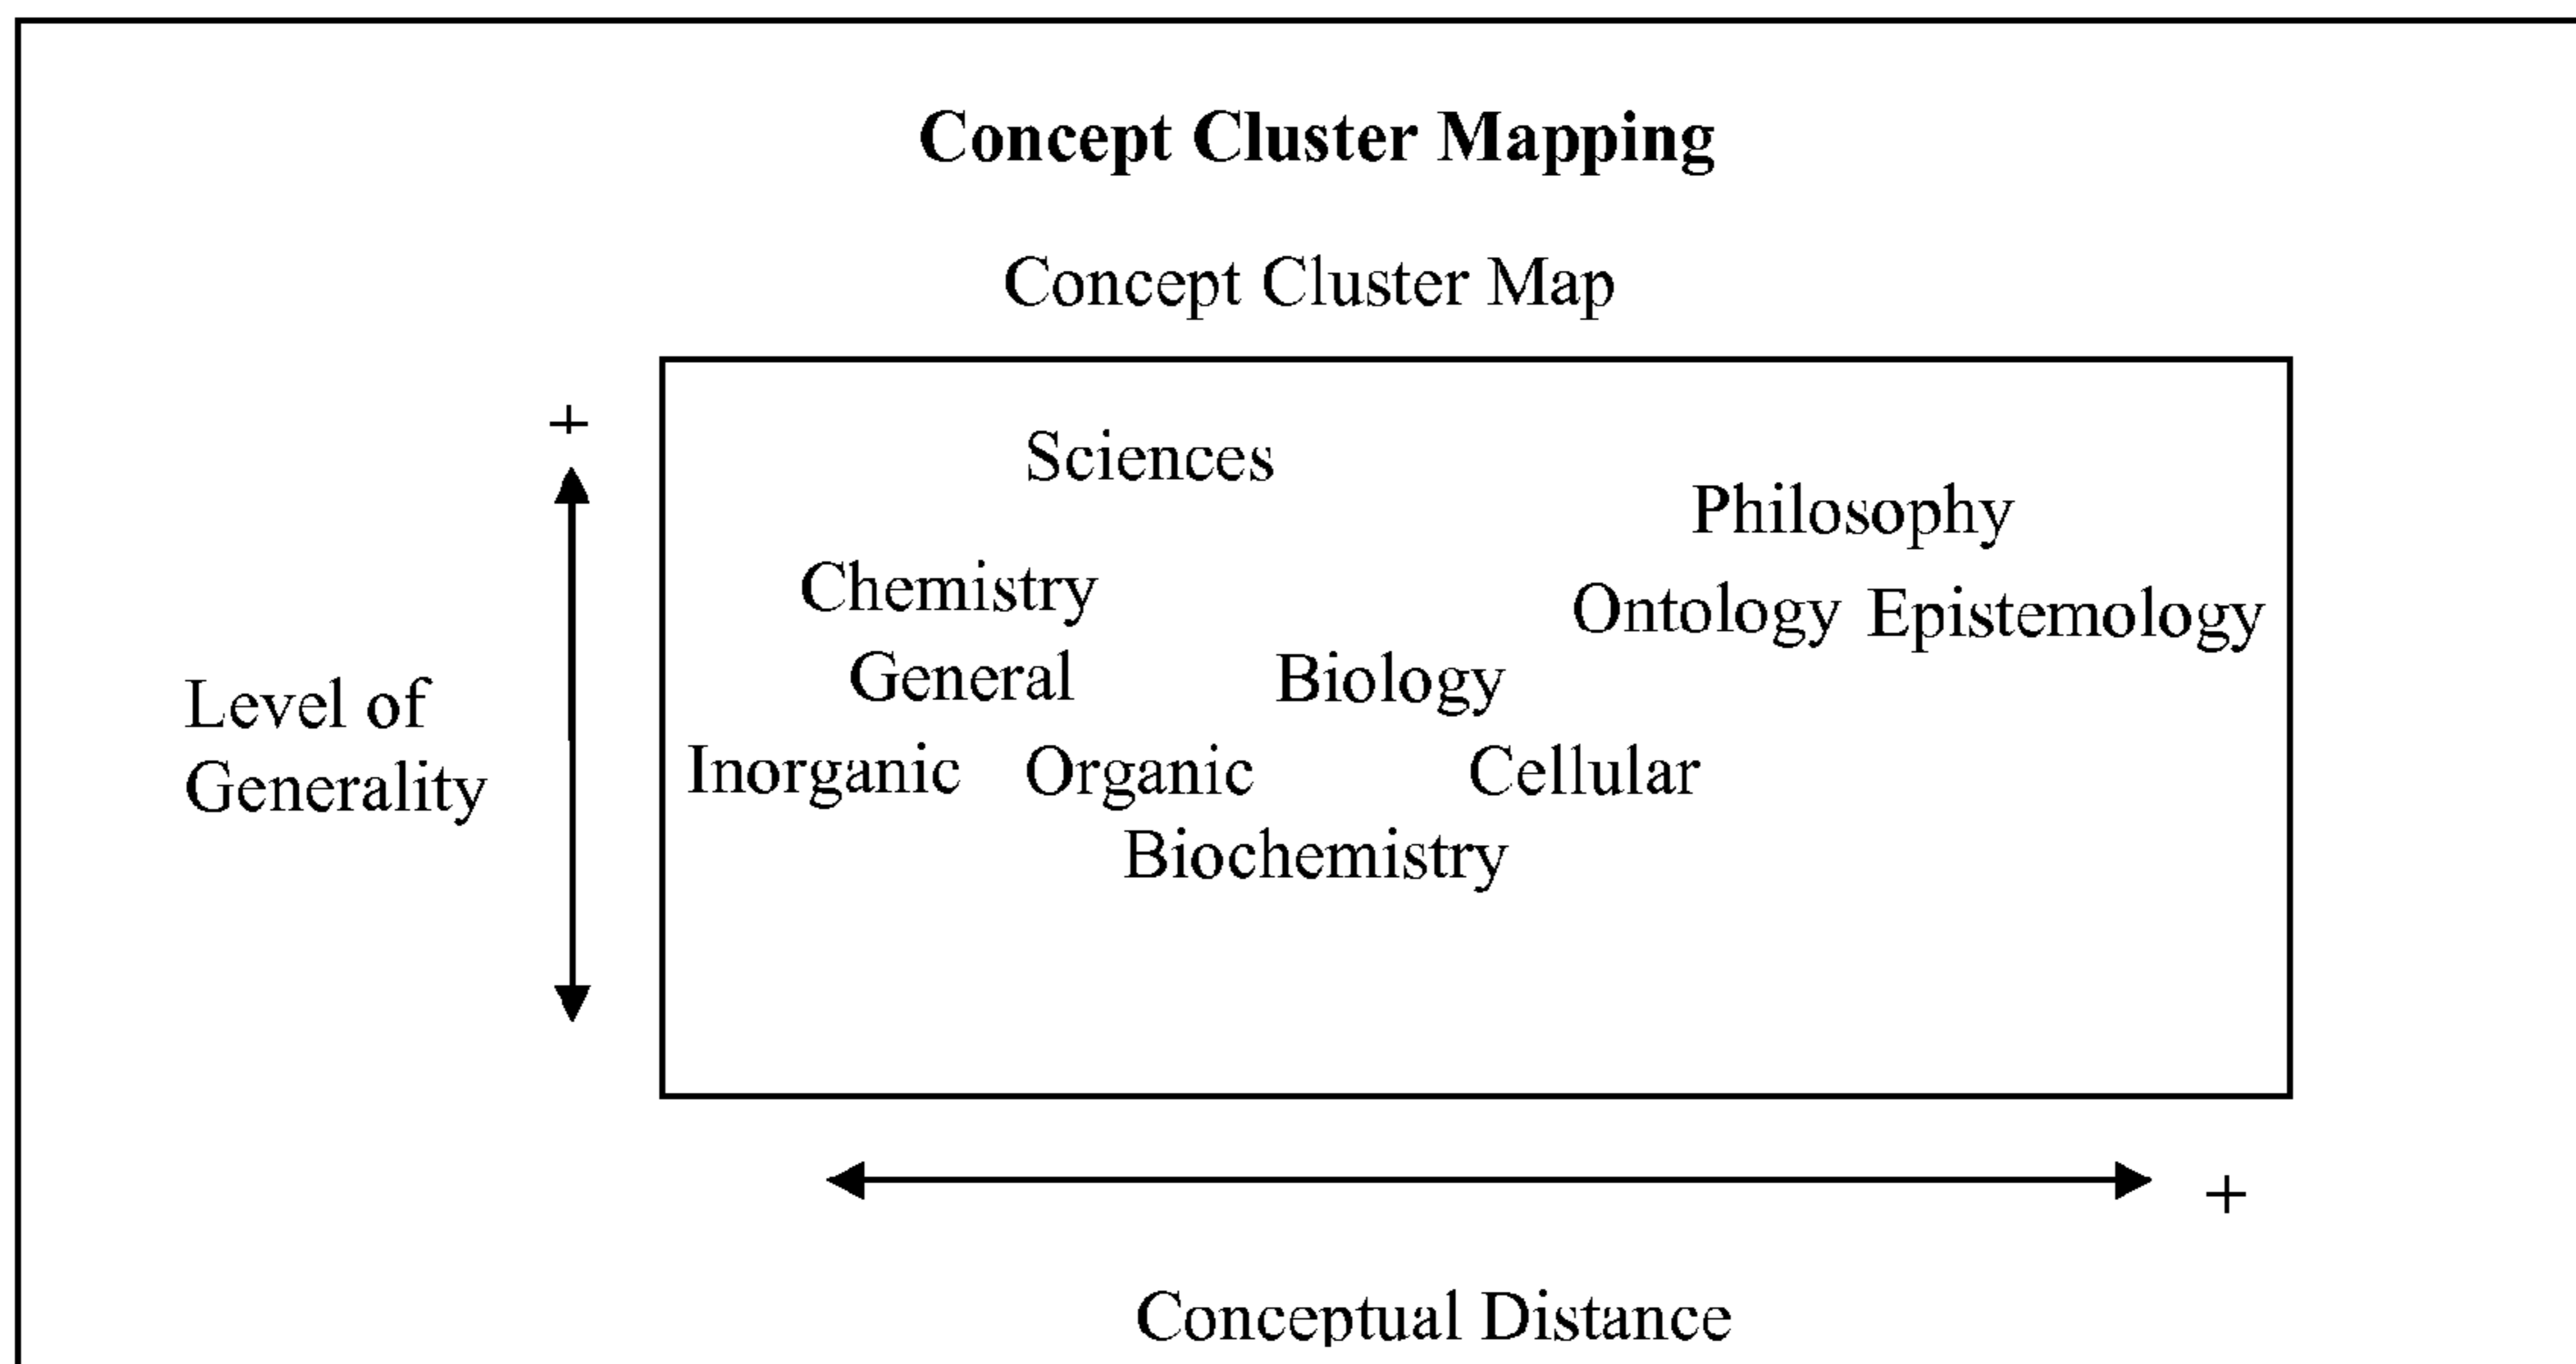 Concept Cluster Mapping
Concept Cluster Map
+
Sciences
Philosophy
Chemistry
Ontology Epistemology
General Biology
Level of
Generality
Inorganic Organic Cellular
Biochemistry
+
Conceptual Distance